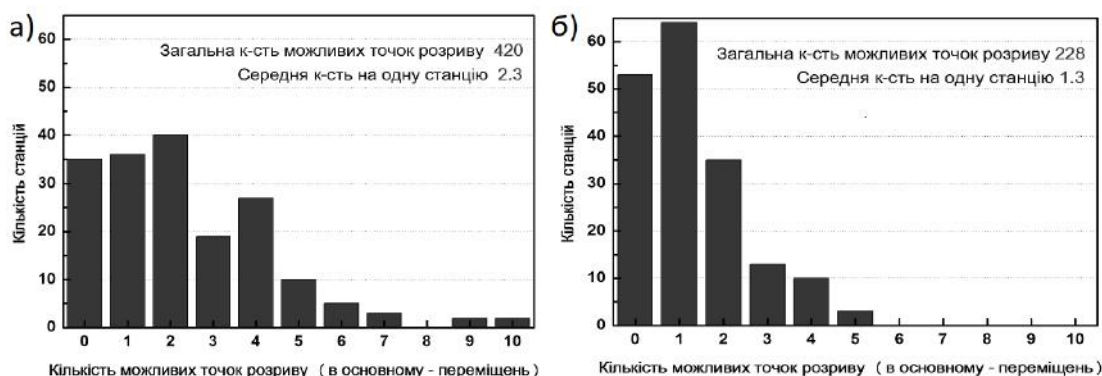 а)
Загальна к-сть можливих точок розриву 420
Середня к-сть на одну станцію 2.3
60
50
40
30
20
10
0
Кількість станцій
0 1 2 3 4 5 6 7 8 9 10
Кількість можливих точок розриву ( в основному - переміщень )
б)
Загальна к-сть можливих точок розриву 228
Середня к-сть на одну станцію 1.3
60
50
40
30
20
10
0
Кількість станцій
0 1 2 3 4 5 6 7 8 9 10
Кількість можливих точок розриву ( в основному - переміщень )